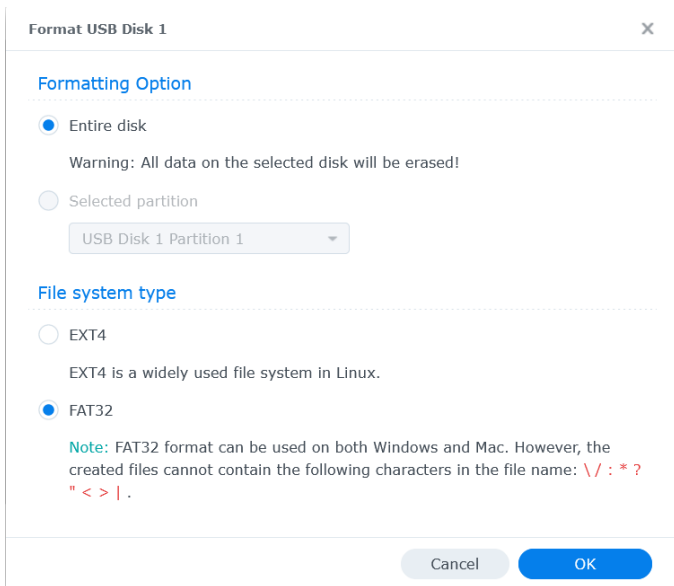 Format USB Disk 1
Formatting Option
Entire disk
Warning: All data on the selected disk will be erased!
Selected partition
USB Disk 1 Partition 1
File system type
EXT4
EXT4 is a widely used file system in Linux.
FAT32
Note: FAT32 format can be used on both Windows and Mac. However, the
created files cannot contain the following characters in the file name: \ / : * ?
" < > | .
Cancel
OK